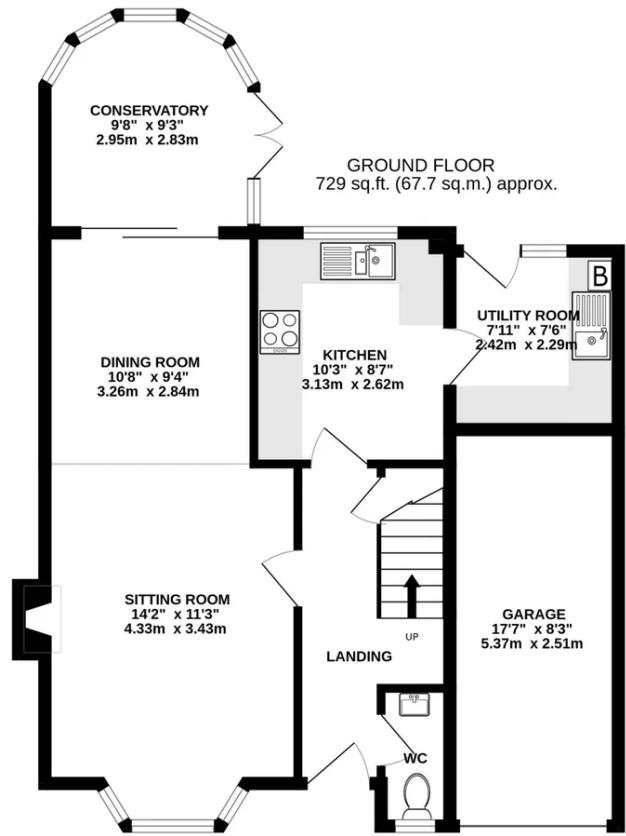 CONSERVATORY
9'8" x 9'3"
2.95m x 2.83m
GROUND FLOOR
729 sq.ft. (67.7 sq.m.) approx.
B
UTILITY ROOM
7'11" x 7'6"
2.42m x 2.29m
DINING ROOM
10'8" x 9'4"
3.26m x 2.84m
KITCHEN
10'3" x 8'7"
3.13m x 2.62m
SITTING ROOM
14'2" x 11'3"
4.33m x 3.43m
UP
LANDING
GARAGE
17'7" x 8'3"
5.37m x 2.51m
WC